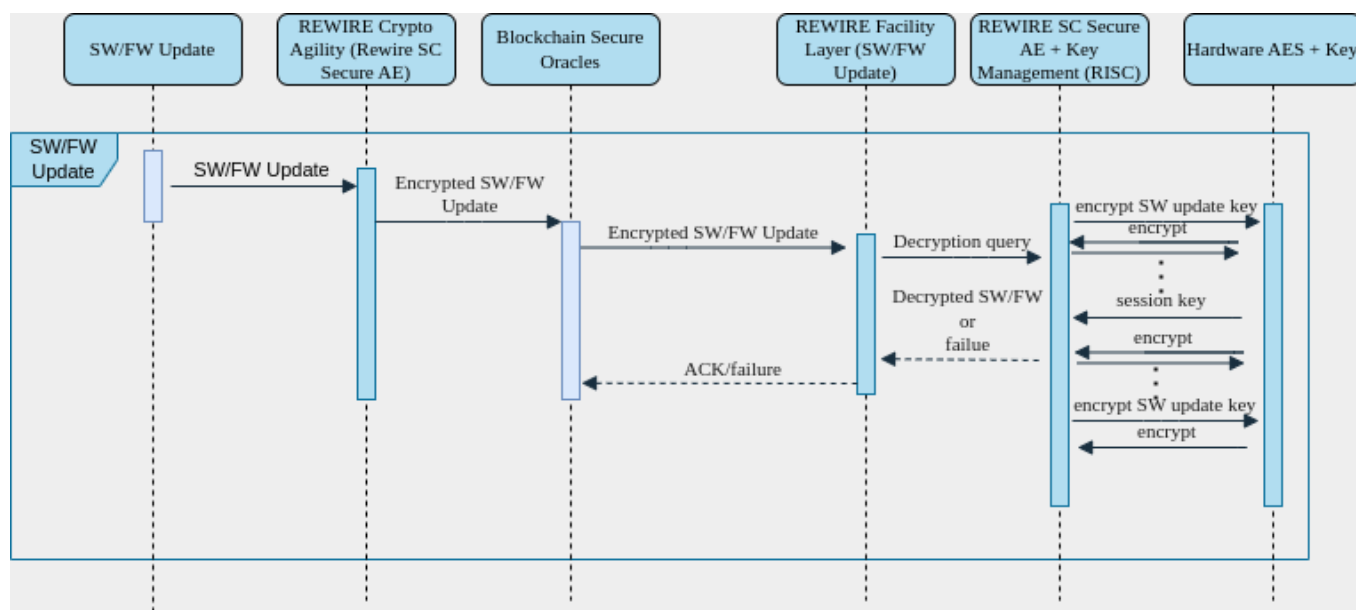 SW/FW Update
REWIRE Crypto
Agility (Rewire SC
Secure AE)
Blockchain Secure
Oracles
REWIRE Facility
Layer (SW/FW
Update)
REWIRE SC Secure
AE + Key
Management (RISC)
Hardware AES + Key
SW/FW
Update
SW/FW Update
Encrypted SW/FW
Update
Encrypted SW/FW Update
Decryption query
encrypt SW update key
encrypt
Decrypted SW/FW
or
failue
session key
encrypt
ACK/failure
encrypt SW update key
encrypt